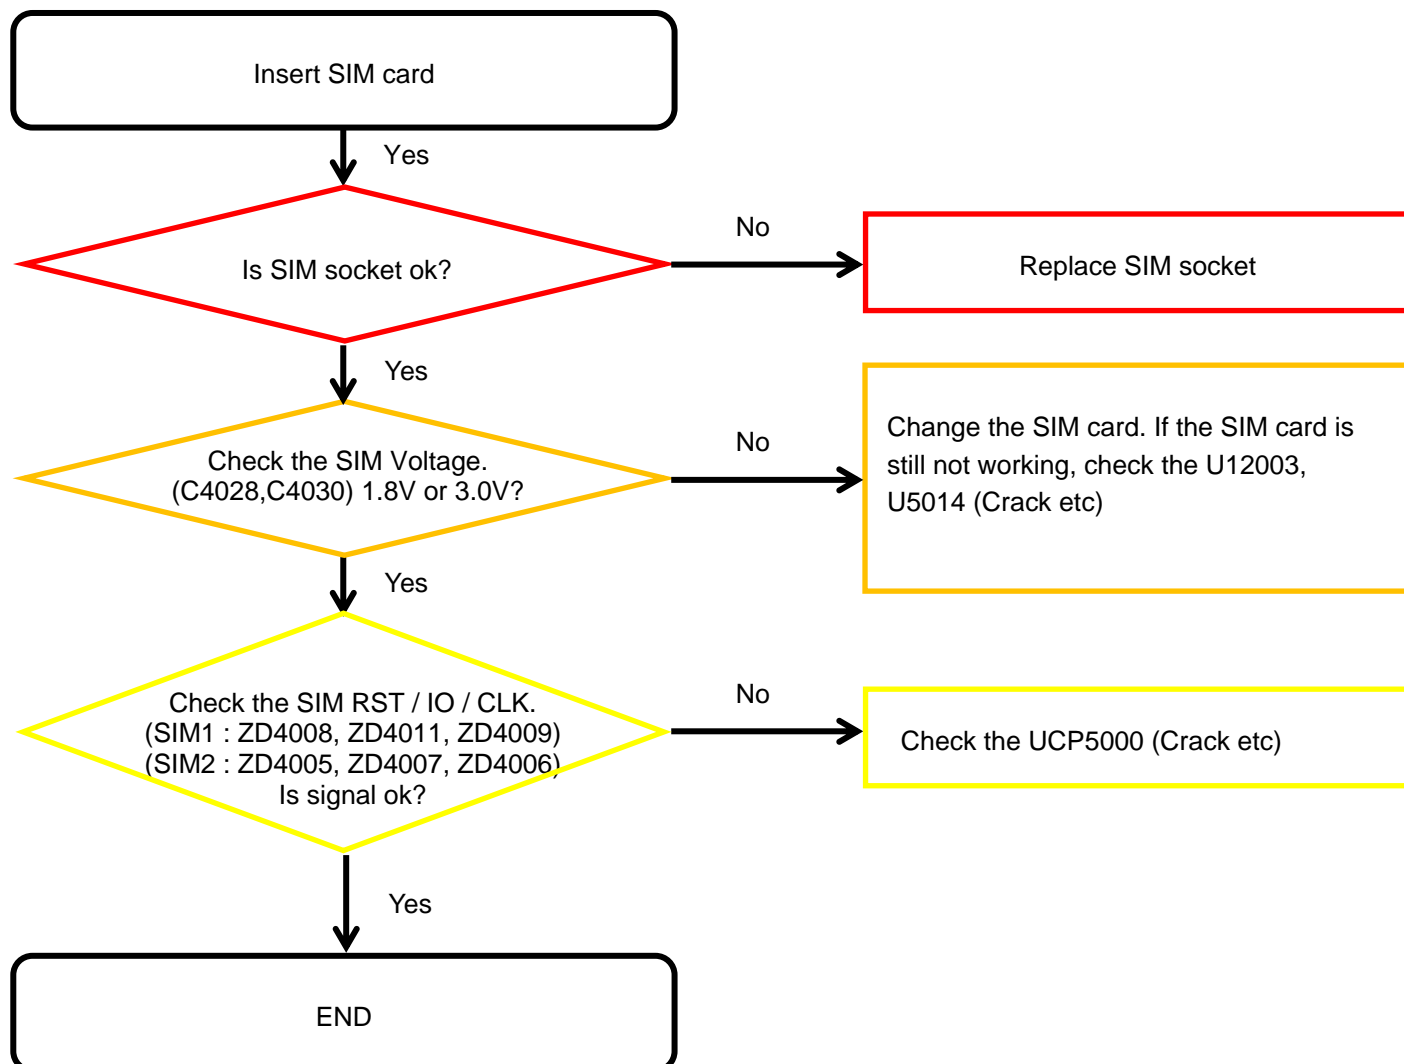 Insert SIM card
Yes
Is SIM socket ok?
No
Replace SIM socket
Yes
Check the SIM Voltage.
(C4028,C4030) 1.8V or 3.0V?
No
Change the SIM card. If the SIM card is
still not working, check the U12003,
U5014 (Crack etc)
Yes
Check the SIM RST / IO / CLK.
(SIM1 : ZD4008, ZD4011, ZD4009)
(SIM2 : ZD4005, ZD4007, ZD4006)
Is signal ok?
No
Check the UCP5000 (Crack etc)
Yes
END